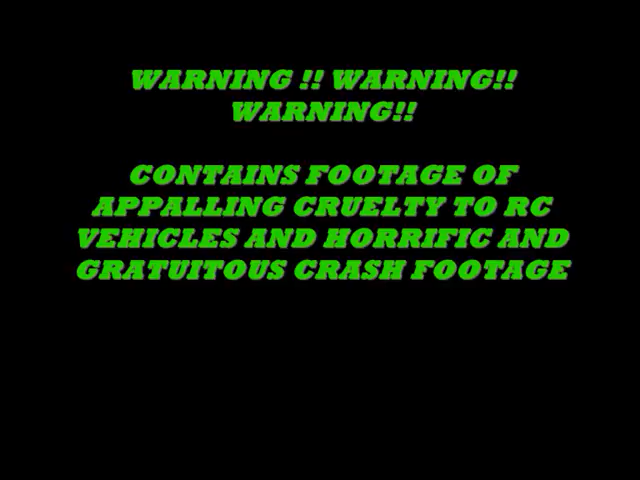 WARNING !! WARNING!!
WARNING!!
CONTAINS FOOTAGE OF
APPALLING CRUELTY TO RC
VEHICLES AND HORRIFIC AND
GRATUITOUS CRASH FOOTAGE